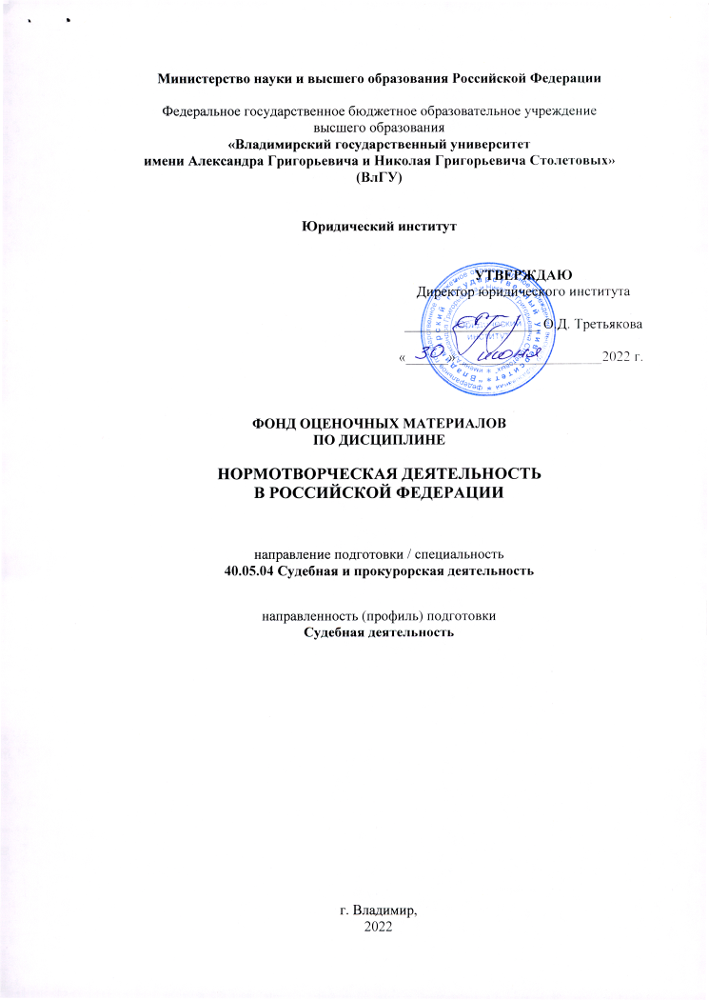 Министерство науки и высшего образования Российской Федерации
Федеральное государственное бюджетное образовательное учреждение
высшего образования
«Владимирский государственный университет
имени Александра Григорьевича и Николая Григорьевича Столетовых»
(ВлГУ)
Юридический институт
УТВЕРЖДАЮ
Директор юридического института
О.Д. Третьякова
« 30 » июня 2022 г.
ФОНД ОЦЕНОЧНЫХ МАТЕРИАЛОВ
ПО ДИСЦИПЛИНЕ
НОРМОТВОРЧЕСКАЯ ДЕЯТЕЛЬНОСТЬ
В РОССИЙСКОЙ ФЕДЕРАЦИИ
направление подготовки / специальность
40.05.04 Судебная и прокурорская деятельность
направленность (профиль) подготовки
Судебная деятельность
г. Владимир,
2022